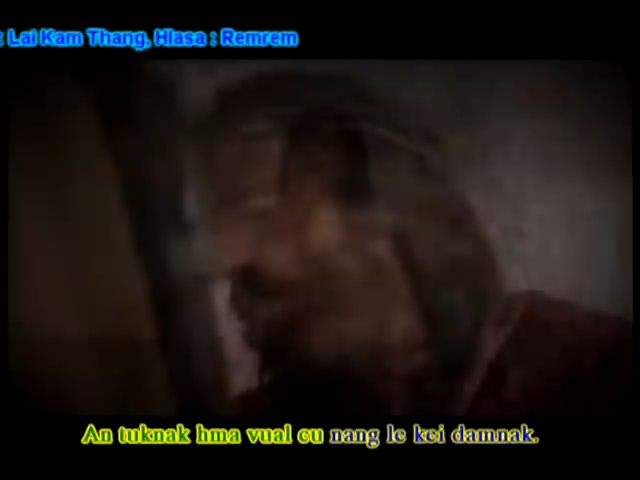 : Lai Kam Thang, Hlasa : Remrem
An tuknak hma vual cu nang le kei damnak.